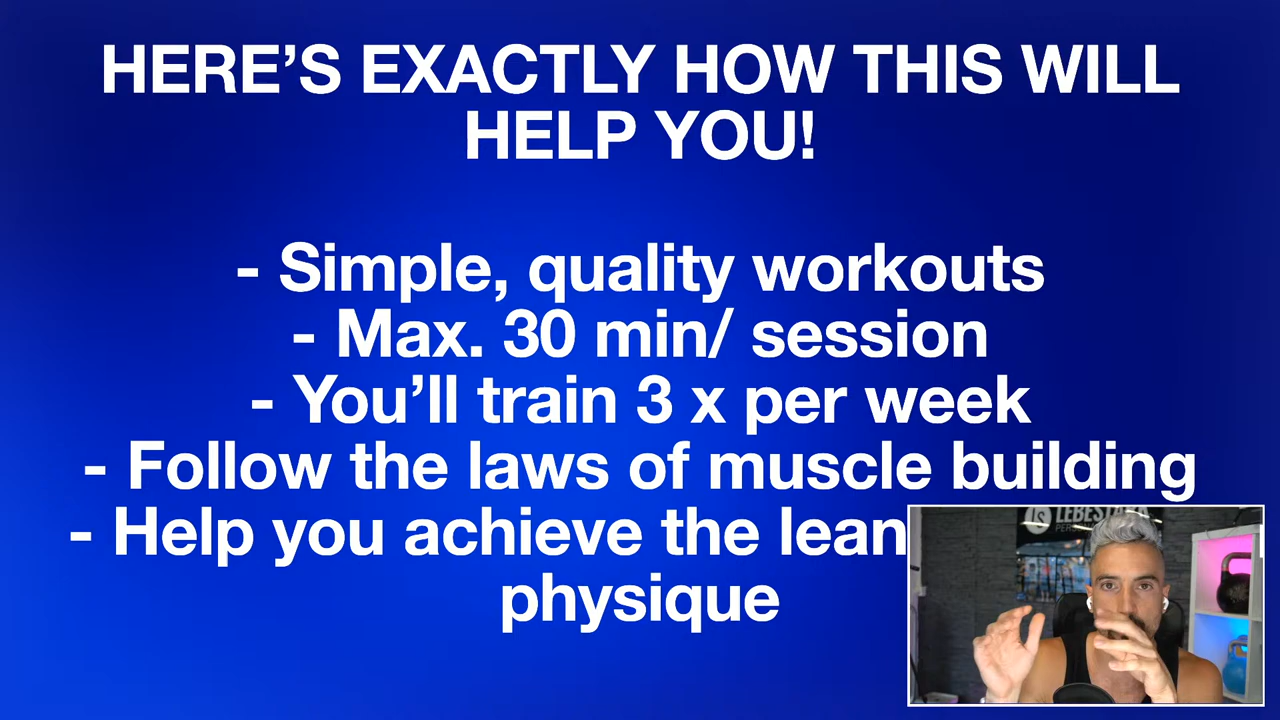 HERE’S EXACTLY HOW THIS WILL
HELP YOU!
- Simple, quality workouts
- Max. 30 min/ session
- You’ll train 3 x per week
- Follow the laws of muscle building
- Help you achieve the lean
physique